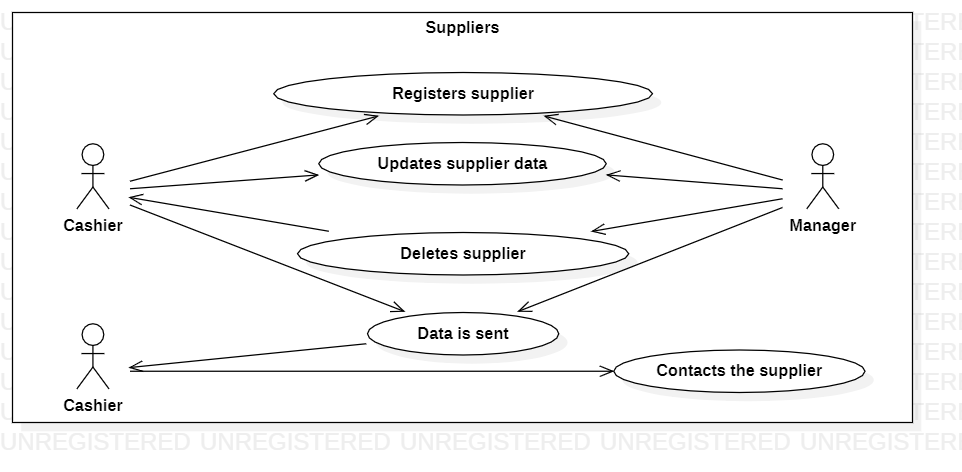 Suppliers
Registers supplier
Updates supplier data
Cashier
Manager
Deletes supplier
Data is sent
Contacts the supplier
Cashier
UNREGISTERED UNREGISTERED UNREGISTERED UNREGISTERED UNREGISTERI